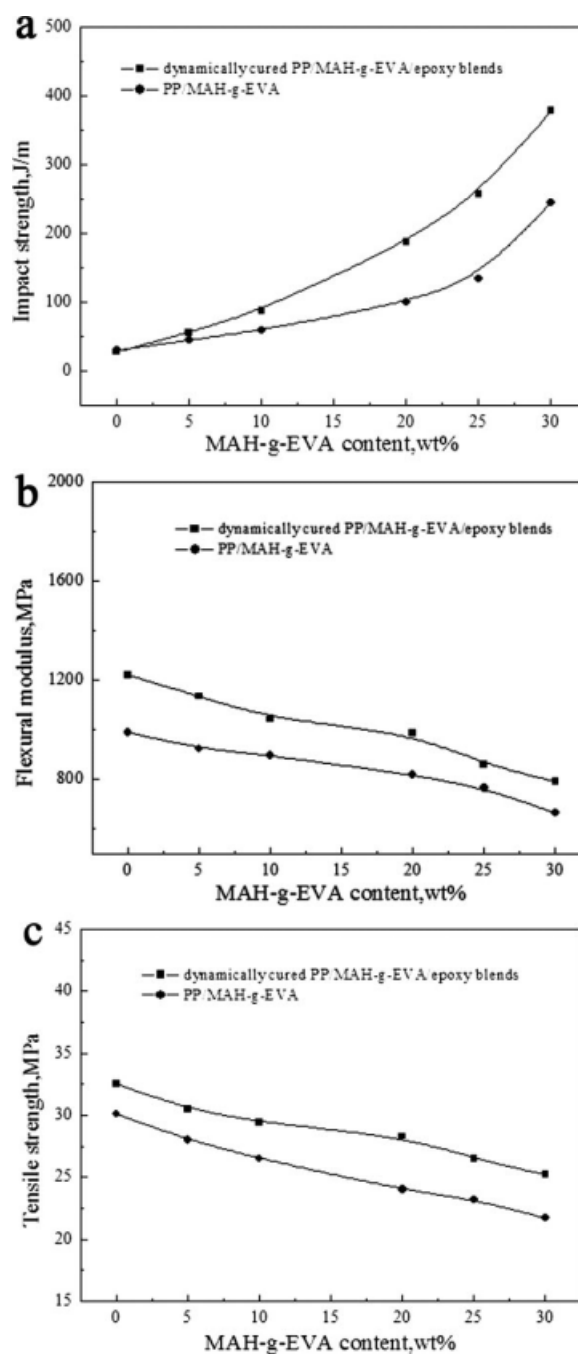 a
500
dynamically cured PP/MAH-g-EVA/epoxy blends
PP/MAH-g-EVA
400
300
200
100
0
Impact strength,J/m
0 5 10 15 20 25 30
MAH-g-EVA content,wt%
b
2000
dynamically cured PP/MAH-g-EVA/epoxy blends
PP/MAH-g-EVA
1600
1200
800
Flexural modulus,MPa
0 5 10 15 20 25 30
MAH-g-EVA content,wt%
c
45
dynamically cured PP/MAH-g-EVA/epoxy blends
PP/MAH-g-EVA
40
35
30
25
20
15
Tensile strength,MPa
0 5 10 15 20 25 30
MAH-g-EVA content,wt%